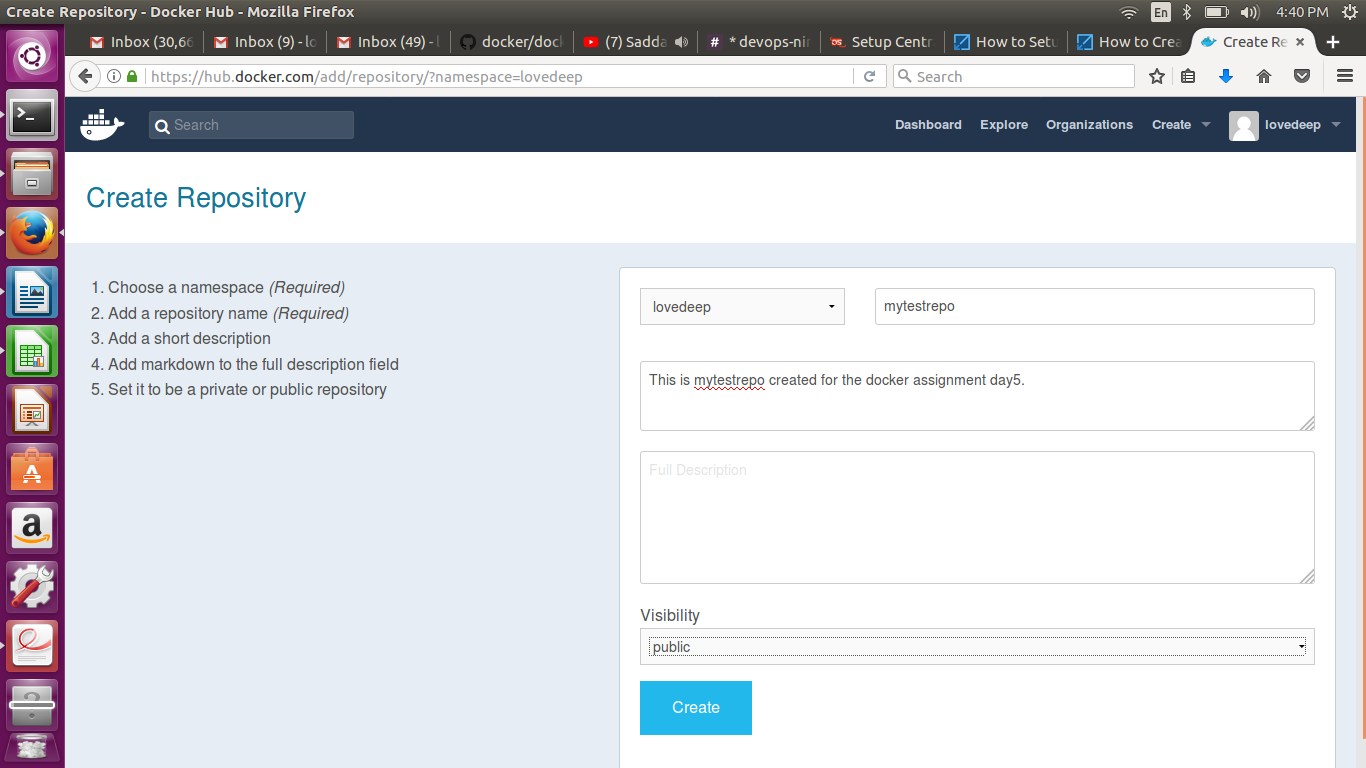 Create Repository - Docker Hub - Mozilla Firefox
En
4:40 PM
Inbox (30,66
Inbox (9) - lo
Inbox (49) - l
docker/dock
(7) Sadda
* devops-nin
Setup Centr
How to Setu
How to Crea
Create Re
https://hub.docker.com/add/repository/?namespace=lovedeep
Search
Search
Dashboard
Explore
Organizations
Create
lovedeep
Create Repository
1. Choose a namespace (Required)
2. Add a repository name (Required)
3. Add a short description
4. Add markdown to the full description field
5. Set it to be a private or public repository
lovedeep
mytestrepo
This is mytestrepo created for the docker assignment day5.
Full Description
Visibility
public
Create